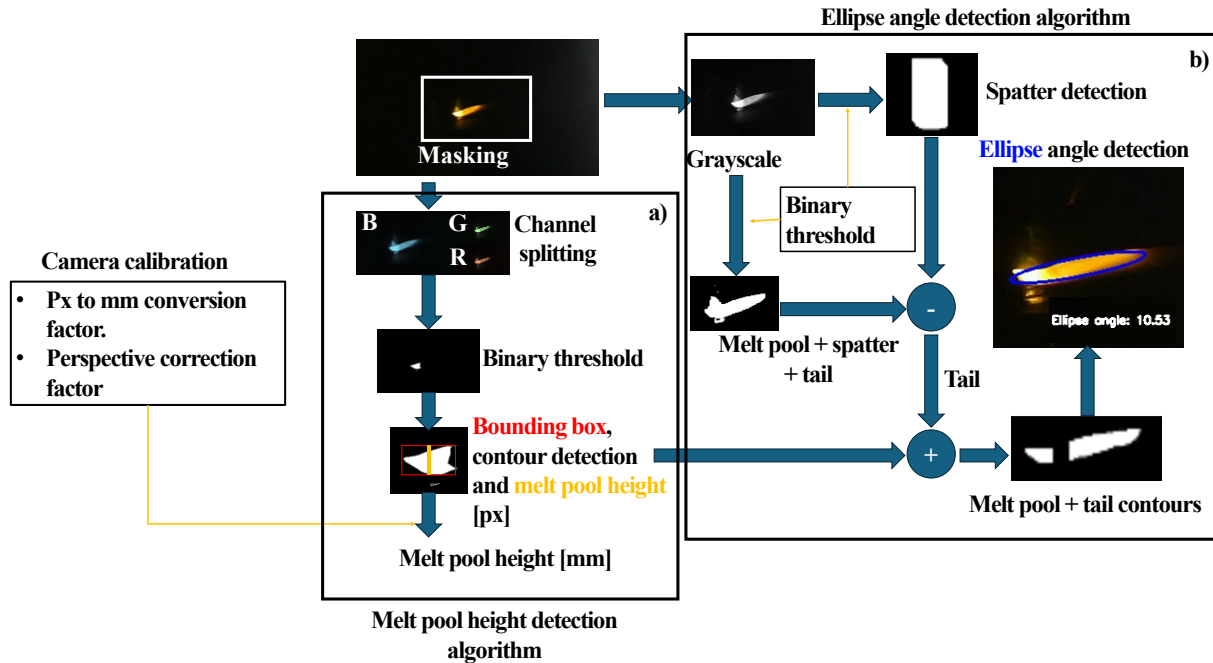 Ellipse angle detection algorithm
b)
Masking
Spatter detection
Grayscale
Ellipse angle detection
Binary
threshold
Ellipse angle: 10.53
a)
B
G
R
Channel
splitting
Camera calibration
• Px to mm conversion
factor.
• Perspective correction
factor
Binary threshold
-
Melt pool + spatter
+ tail
Tail
Bounding box,
contour detection
and melt pool height
[px]
+
Melt pool + tail contours
Melt pool height [mm]
Melt pool height detection
algorithm